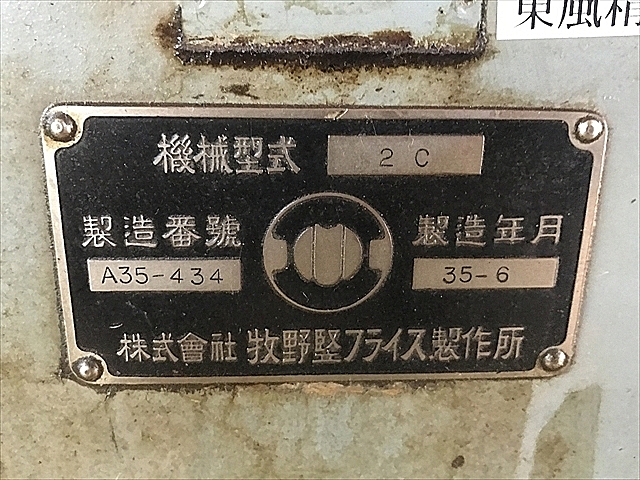 東風精
機械型式 2 C
製造番號 製造年月
A35-434 35-6
株式會社 牧野竪フライス製作所